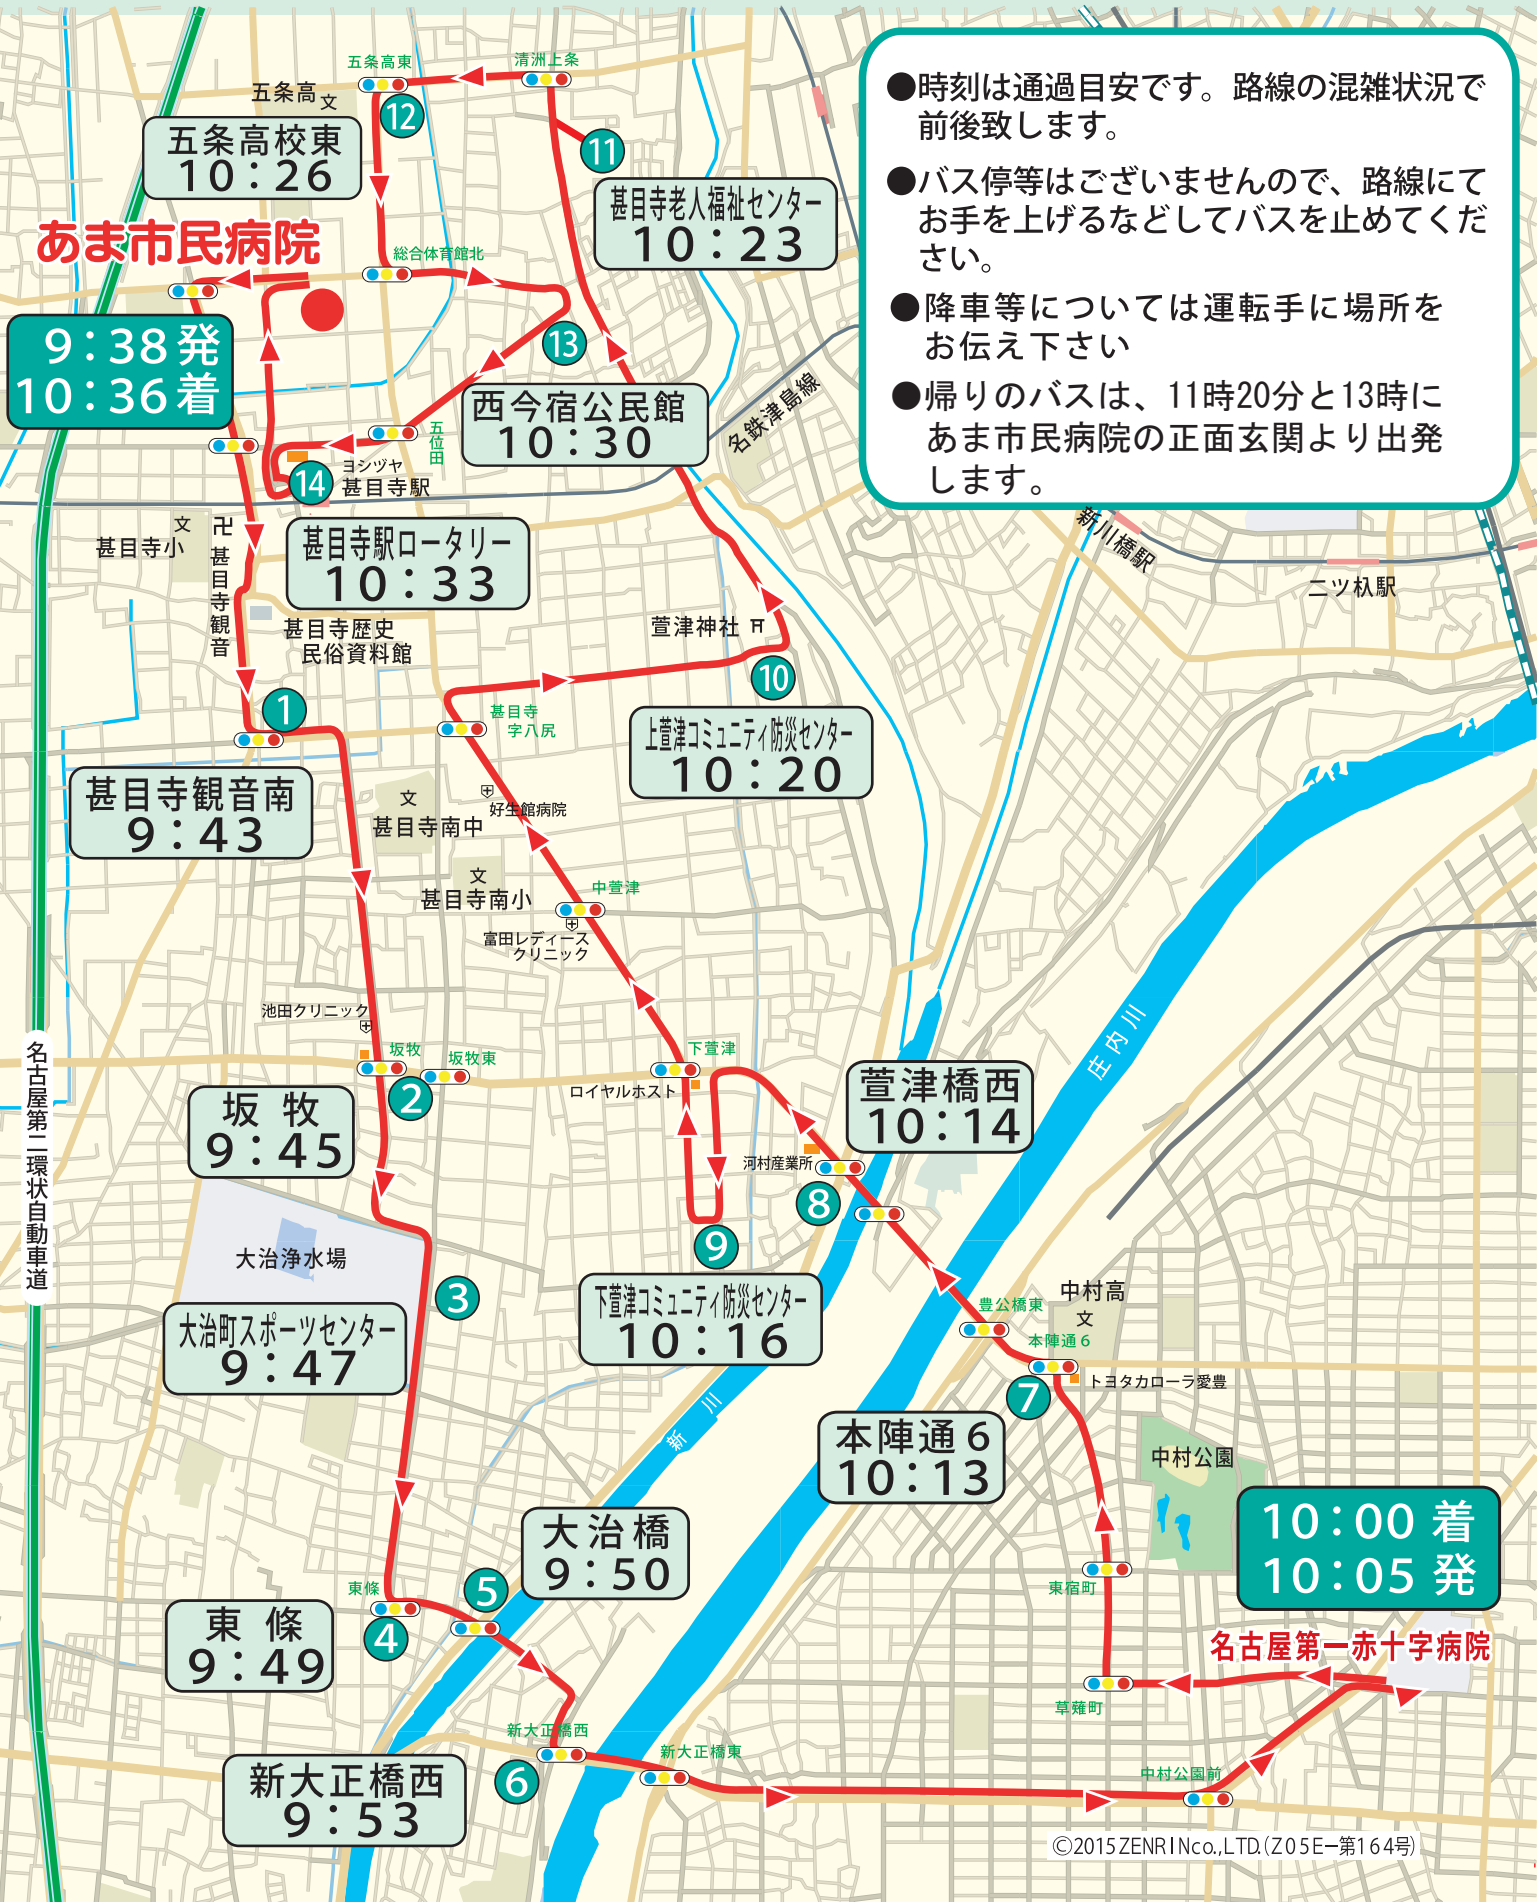 ●時刻は通過目安です。路線の混雑状況で
前後致します。
●バス停等はございませんので、路線にて
お手を上げるなどしてバスを止めてくだ
さい。
●降車等については運転手に場所を
お伝え下さい
●帰りのバスは、11時20分と13時に
あま市民病院の正面玄関より出発
します。
五条高東
清洲上条
五条高
文
12
11
五条高校東
10：26
甚目寺老人福祉センター
10：23
あま市民病院
総合体育館北
9：38発
10：36着
13
名鉄津島線
西今宿公民館
10：30
五位田
ヨシヅヤ
甚目寺駅
14
文
甚目寺小
卍
甚目寺観音
甚目寺駅ロータリー
10：33
新川橋駅
二ツ杁駅
甚目寺歴史
民俗資料館
萱津神社
10
1
甚目寺
字八尻
上萱津コミュニティ防災センター
10：20
甚目寺観音南
9：43
文
甚目寺南中
好生館病院
文
甚目寺南小
中萱津
富田レディース
クリニック
池田クリニック
庄内川
名古屋第二環状自動車道
坂牧
坂牧東
2
下萱津
ロイヤルホスト
萱津橋西
10：14
坂 牧
9：45
河村産業所
8
9
大治浄水場
3
下萱津コミュニティ防災センター
10：16
中村高
文
豊公橋東
本陣通6
大治町スポーツセンター
9：47
7
トヨタカローラ愛豊
新川
本陣通6
10：13
中村公園
大治橋
9：50
10：00着
10：05発
東條
5
4
東宿町
東 條
9：49
名古屋第一赤十字病院
草薙町
新大正橋西
新大正橋東
6
中村公園前
新大正橋西
9：53
©2015ZENRINco.,LTD.(Z05E−第164号)